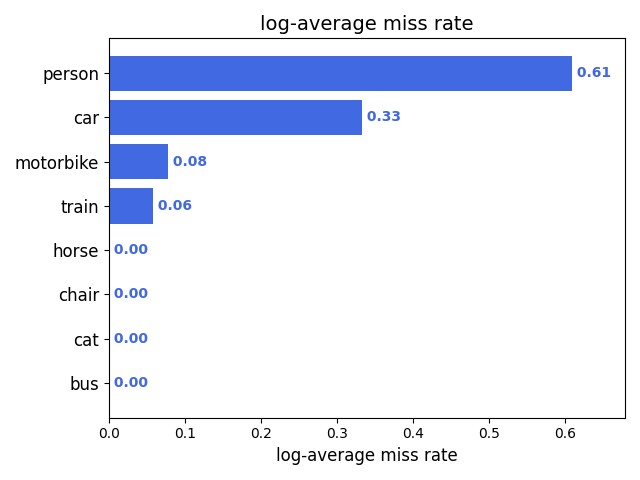 log-average miss rate
person 0.61
car 0.33
motorbike 0.08
train 0.06
horse 0.00
chair 0.00
cat 0.00
bus 0.00
0.0 0.1 0.2 0.3 0.4 0.5 0.6
log-average miss rate